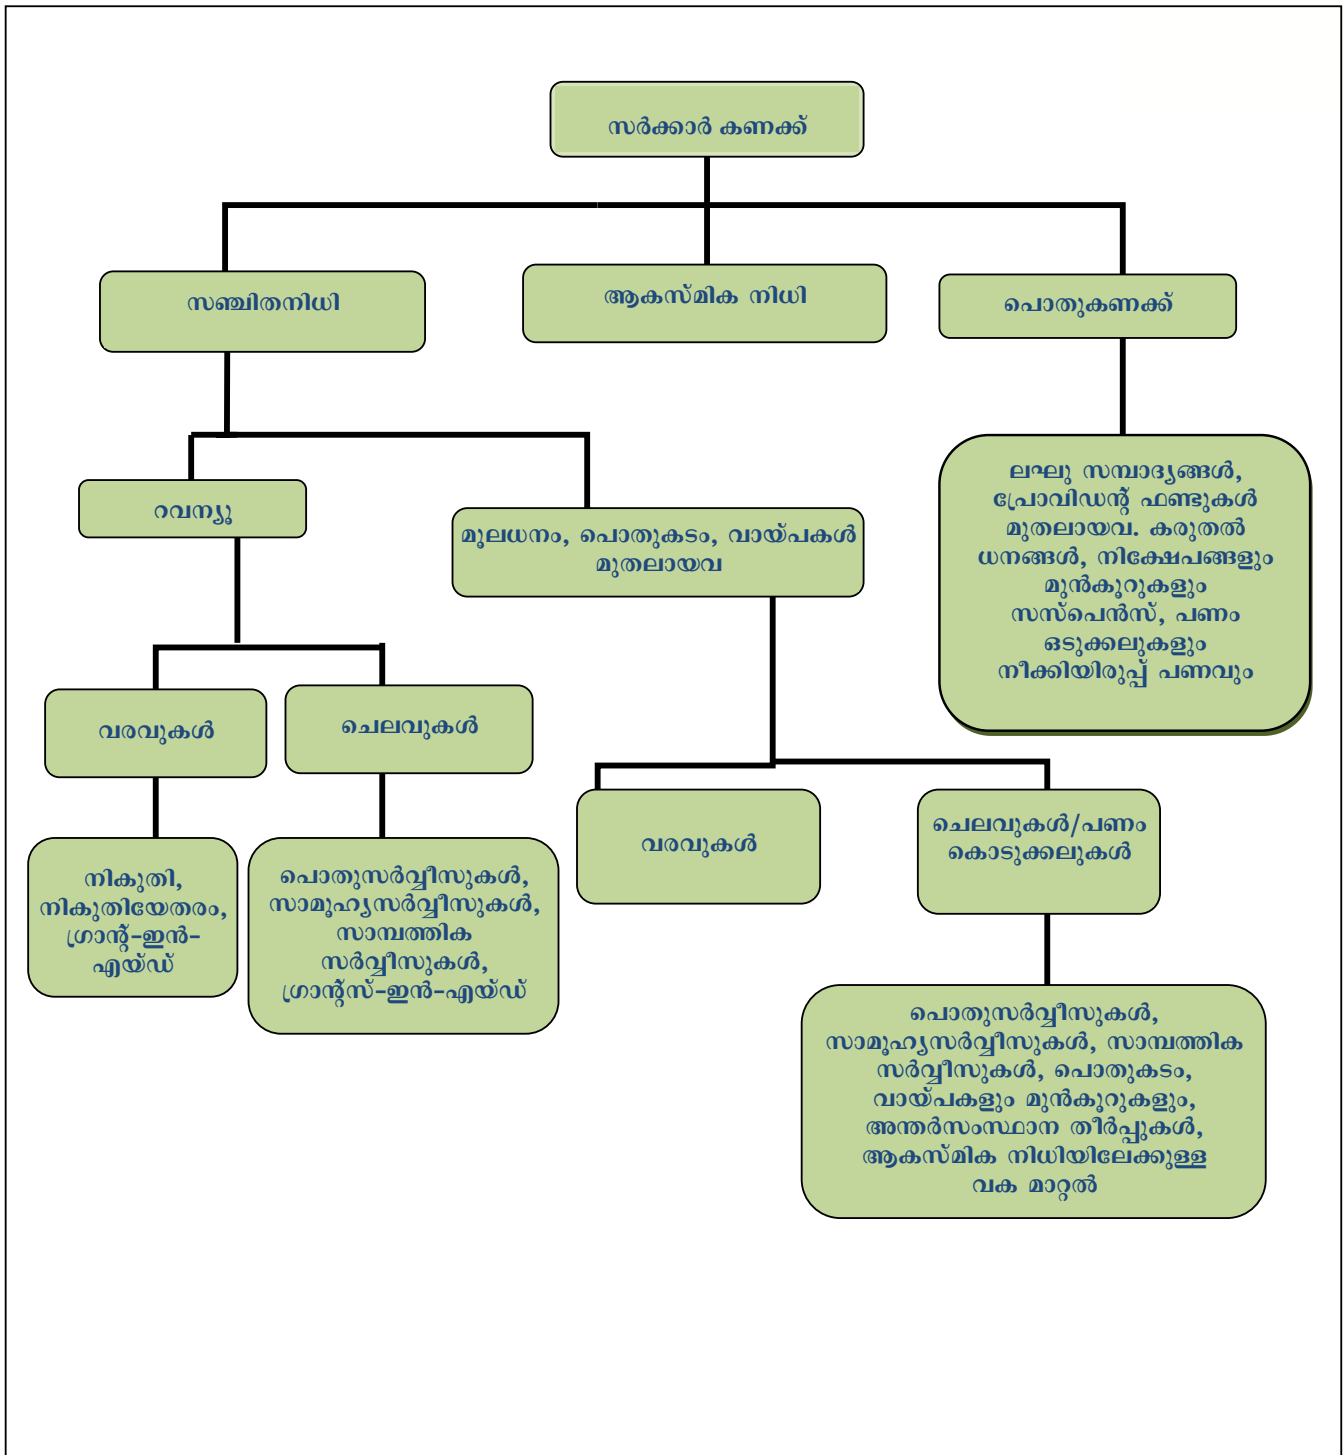 സർക്കാർ കണക്ക്
സഞ്ചിതനിധി
ആകസ്മിക നിധി
പൊതുകണക്ക്
റവന്യൂ
മൂലധനം, പൊതുകടം, വായ്പകൾ
മുതലായവ
ലഘു സമ്പാദ്യങ്ങൾ,
പ്രോവിഡന്റ് ഫണ്ടുകൾ
മുതലായവ. കരുതൽ
ധനങ്ങൾ, നിക്ഷേപങ്ങളും
മുൻകൂറുകളും
സസ്പെൻസ്, പണം
ഒടുക്കലുകളും
നീക്കിയിരുപ്പ് പണവും
വരവുകൾ
ചെലവുകൾ
വരവുകൾ
ചെലവുകൾ/പണം
കൊടുക്കലുകൾ
നികുതി,
നികുതിയേതരം,
ഗ്രാന്റ്-ഇൻ-
എയ്ഡ്
പൊതുസർവ്വീസുകൾ,
സാമൂഹ്യസർവ്വീസുകൾ,
സാമ്പത്തിക
സർവ്വീസുകൾ,
ഗ്രാന്റ്സ്-ഇൻ-എയ്ഡ്
പൊതുസർവ്വീസുകൾ,
സാമൂഹ്യസർവ്വീസുകൾ, സാമ്പത്തിക
സർവ്വീസുകൾ, പൊതുകടം,
വായ്പകളും മുൻകൂറുകളും,
അന്തർസംസ്ഥാന തീർപ്പുകൾ,
ആകസ്മിക നിധിയിലേക്കുള്ള
വക മാറ്റൽ